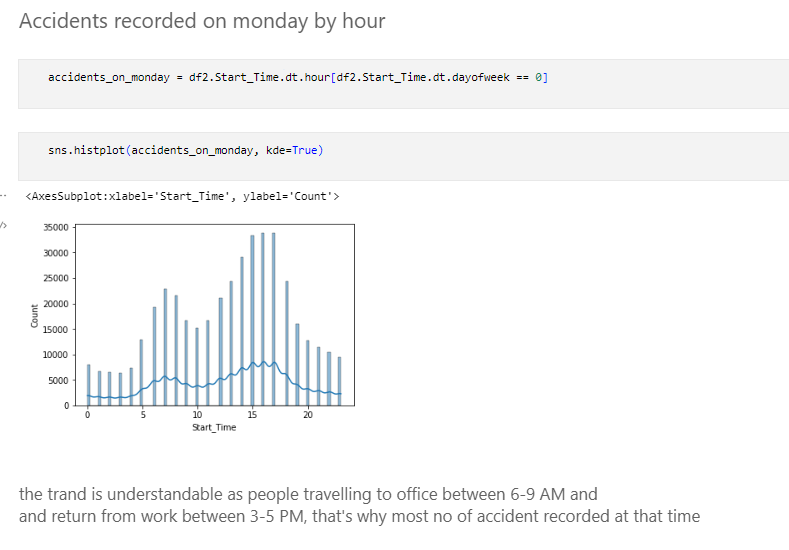 Accidents recorded on monday by hour
accidents_on_monday = df2.Start_Time.dt.hour[df2.Start_Time.dt.dayofweek == 0]
sns.histplot(accidents_on_monday, kde=True)
<AxesSubplot:xlabel='Start_Time', ylabel='Count'>
35000
30000
25000
20000
15000
10000
5000
0
Count
0 5 10 15 20
Start_Time
the trand is understandable as people travelling to office between 6-9 AM and
and return from work between 3-5 PM, that's why most no of accident recorded at that time